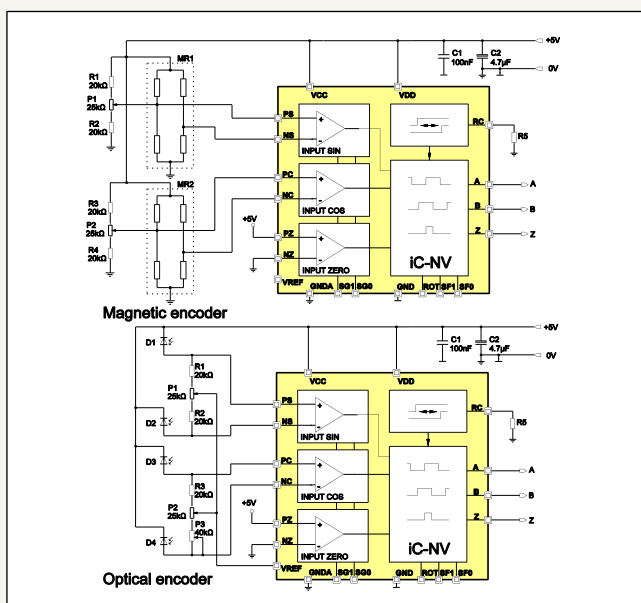 +5V
C1
100nF
C2
4.7µF
0V
MR1
R1
20kΩ
P1
25kΩ
R2
20kΩ
VCC
VDD
PS
NS
INPUT SIN
RC
R5
MR2
R3
20kΩ
P2
25kΩ
R4
20kΩ
PC
NC
INPUT COS
A
A
B
B
Z
Z
+5V
PZ
NZ
INPUT ZERO
iC-NV
VREF
GNDA
SG1
SG0
GND
ROT
SF1
SF0
Magnetic encoder
+5V
C1
100nF
C2
4.7µF
0V
D1
R1
20kΩ
P1
25kΩ
R2
20kΩ
D2
VCC
VDD
PS
NS
INPUT SIN
RC
R5
D3
PC
NC
INPUT COS
R3
20kΩ
P2
25kΩ
P3
40kΩ
D4
A
A
B
B
Z
Z
+5V
PZ
NZ
INPUT ZERO
iC-NV
VREF
GNDA
SG1
SG0
GND
ROT
SF1
SF0
Optical encoder